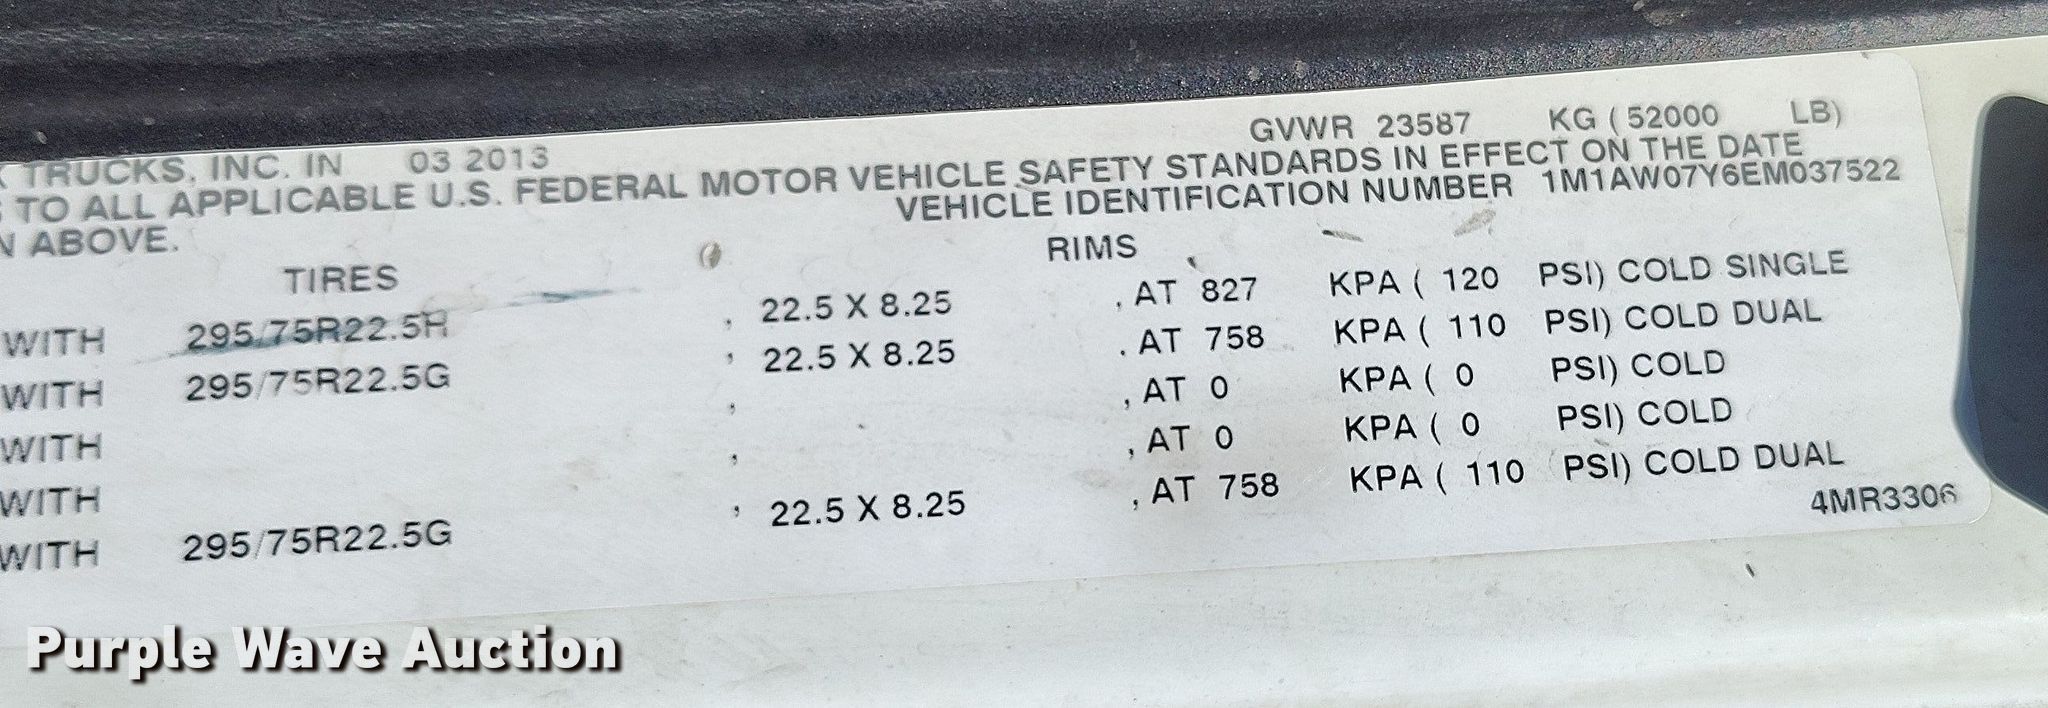 GVWR 23587 KG ( 52000 LB)
TRUCKS, INC. IN 03 2013
TO ALL APPLICABLE U.S. FEDERAL MOTOR VEHICLE SAFETY STANDARDS IN EFFECT ON THE DATE
ABOVE. VEHICLE IDENTIFICATION NUMBER 1M1AW07Y6EM037522
TIRES RIMS
WITH 295/75R22.5H , 22.5 X 8.25 , AT 827 KPA ( 120 PSI) COLD SINGLE
WITH 295/75R22.5G , 22.5 X 8.25 , AT 758 KPA ( 110 PSI) COLD DUAL
WITH , , AT 0 KPA ( 0 PSI) COLD
WITH , , AT 0 KPA ( 0 PSI) COLD
WITH 295/75R22.5G , 22.5 X 8.25 , AT 758 KPA ( 110 PSI) COLD DUAL
4MR3306
Purple Wave Auction